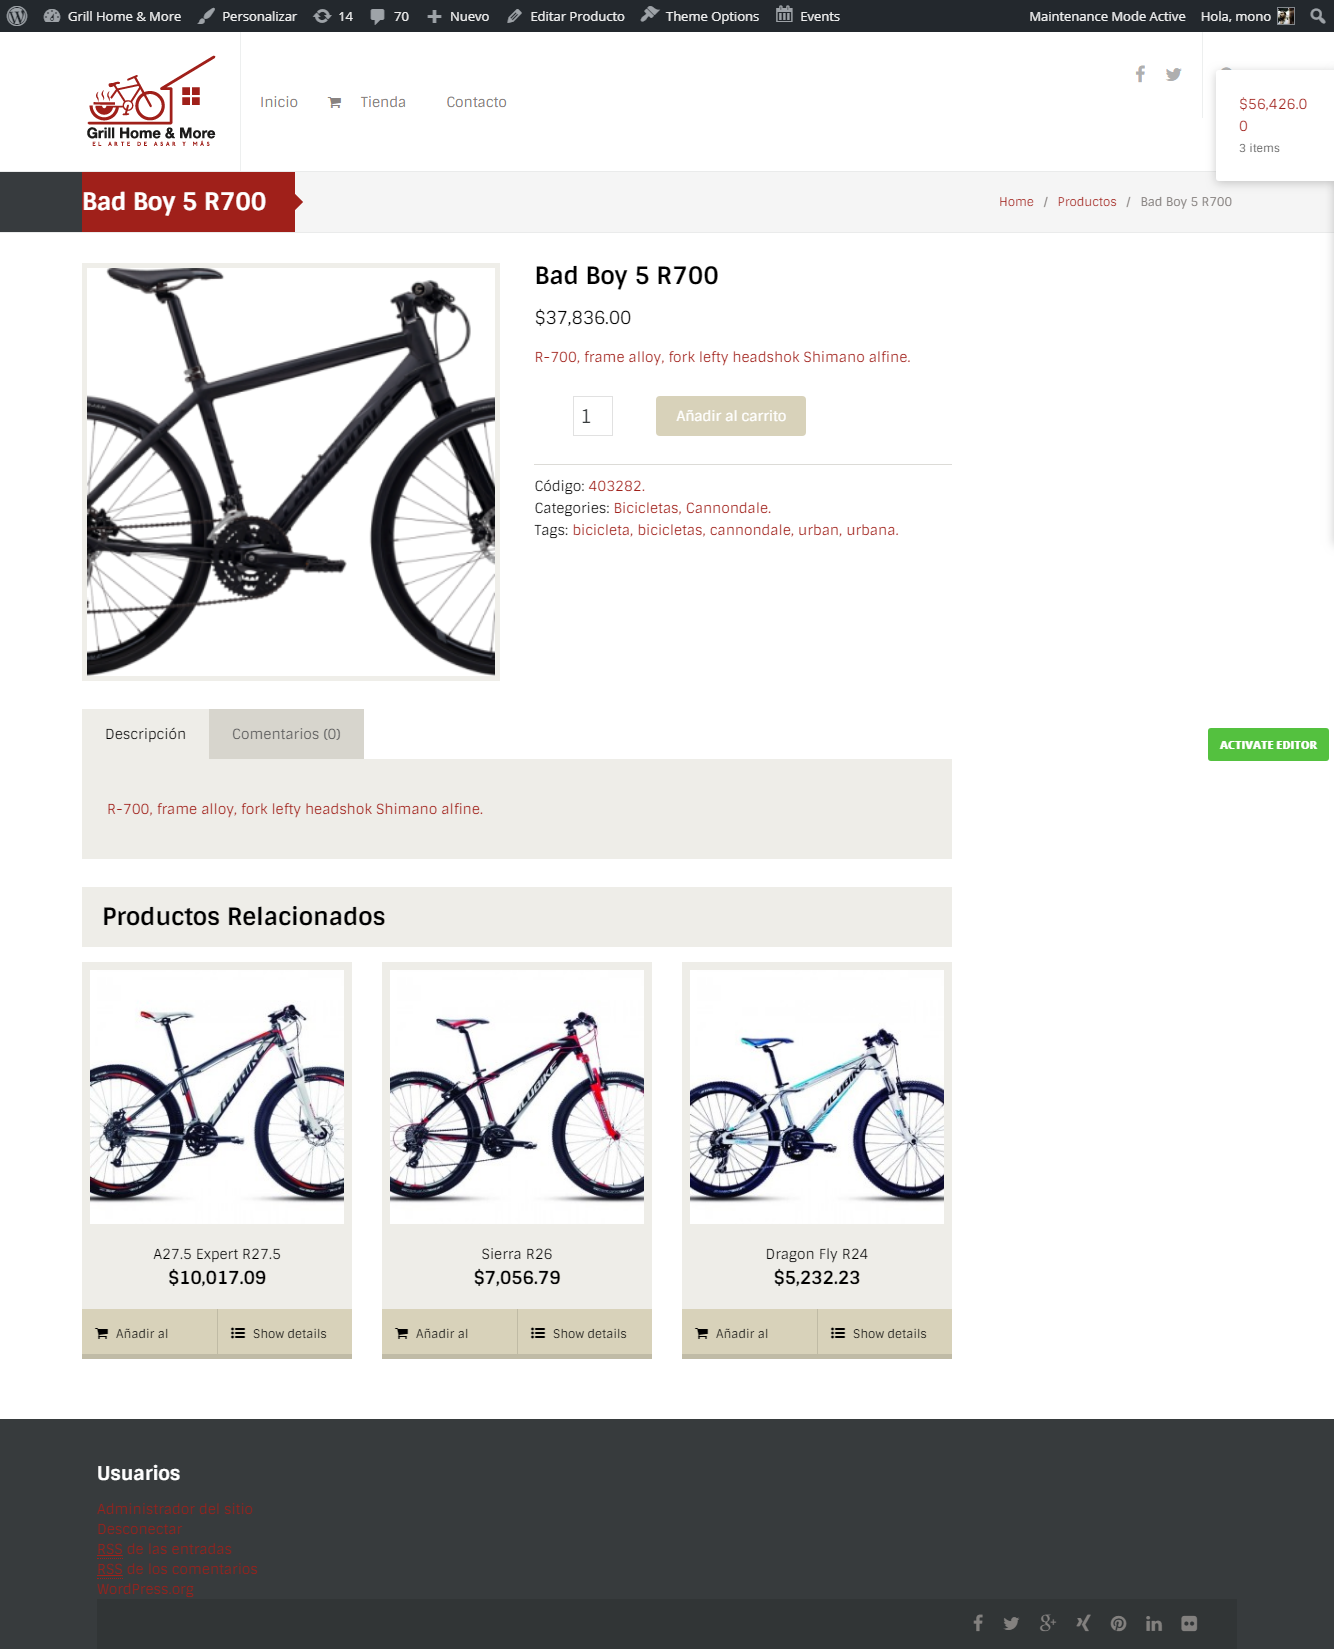 Grill Home & More Personalizar 14 70 Nuevo Editar Producto Theme Options Events Maintenance Mode Active Hola, mono
Grill Home & More
EL ARTE DE ASAR Y MÁS
Inicio Tienda Contacto
$56,426.0
0
3 items
Bad Boy 5 R700
Home / Productos / Bad Boy 5 R700
Bad Boy 5 R700
$37,836.00
R-700, frame alloy, fork lefty headshok Shimano alfine.
1 Añadir al carrito
Código: 403282.
Categories: Bicicletas, Cannondale.
Tags: bicicleta, bicicletas, cannondale, urban, urbana.
Descripción Comentarios (0)
ACTIVATE EDITOR
R-700, frame alloy, fork lefty headshok Shimano alfine.
Productos Relacionados
ALUBIKE ALUBIKE ALUBIKE
A27.5 Expert R27.5
$10,017.09
Sierra R26
$7,056.79
Dragon Fly R24
$5,232.23
Añadir al Show details Añadir al Show details Añadir al Show details
Usuarios
Administrador del sitio
Desconectar
RSS de las entradas
RSS de los comentarios
WordPress.org